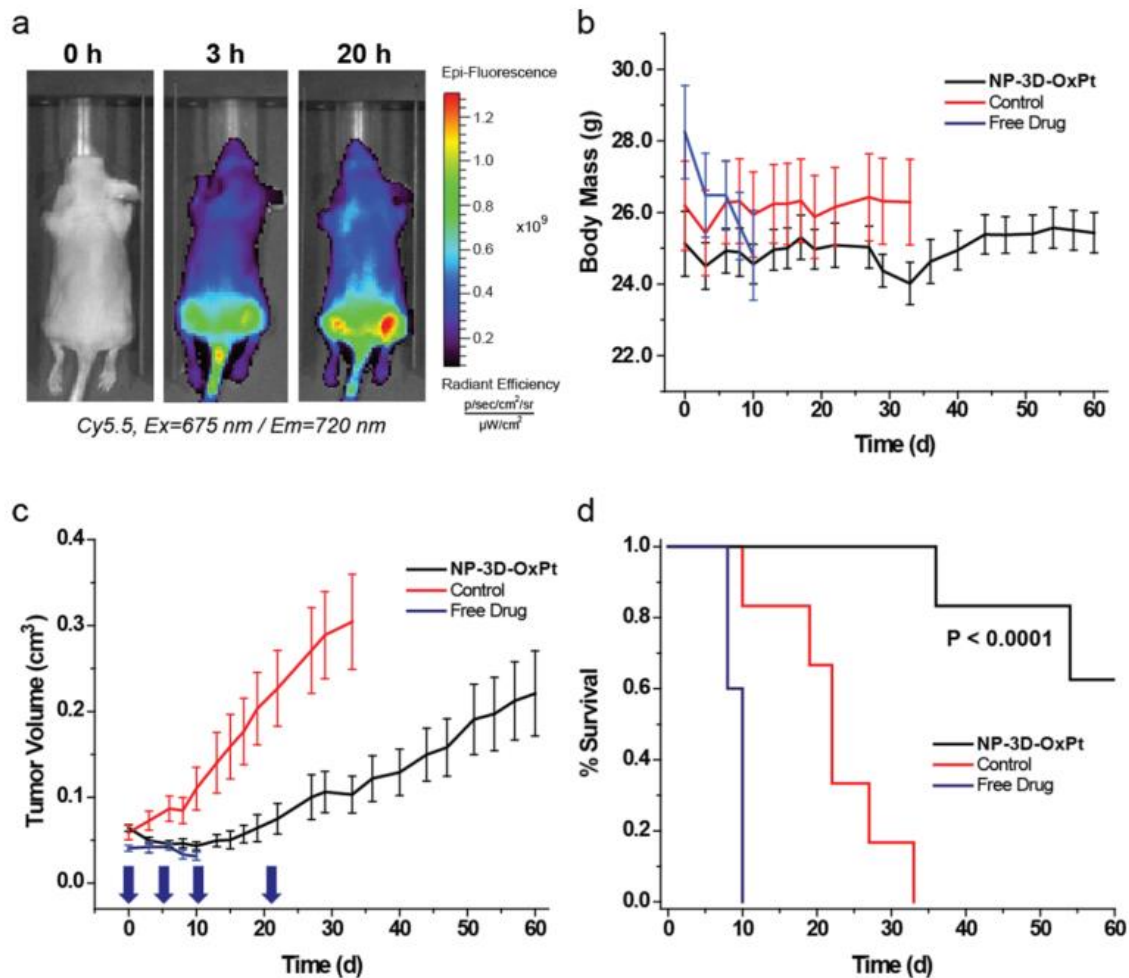 a
0 h 3 h 20 h
Epi-Fluorescence
1.2
1.0
0.8
x10⁹
0.6
0.4
0.2
Radiant Efficiency
p/sec/cm²/sr
µW/cm²
Cy5.5, Ex=675 nm / Em=720 nm
b
NP-3D-OxPt
Control
Free Drug
Body Mass (g)
30.0
28.0
26.0
24.0
22.0
0 10 20 30 40 50 60
Time (d)
c
NP-3D-OxPt
Control
Free Drug
Tumor Volume (cm³)
0.4
0.3
0.2
0.1
0.0
0 10 20 30 40 50 60
Time (d)
d
% Survival
1.0
0.8
0.6
0.4
0.2
0.0
P < 0.0001
NP-3D-OxPt
Control
Free Drug
0 10 20 30 40 50 60
Time (d)